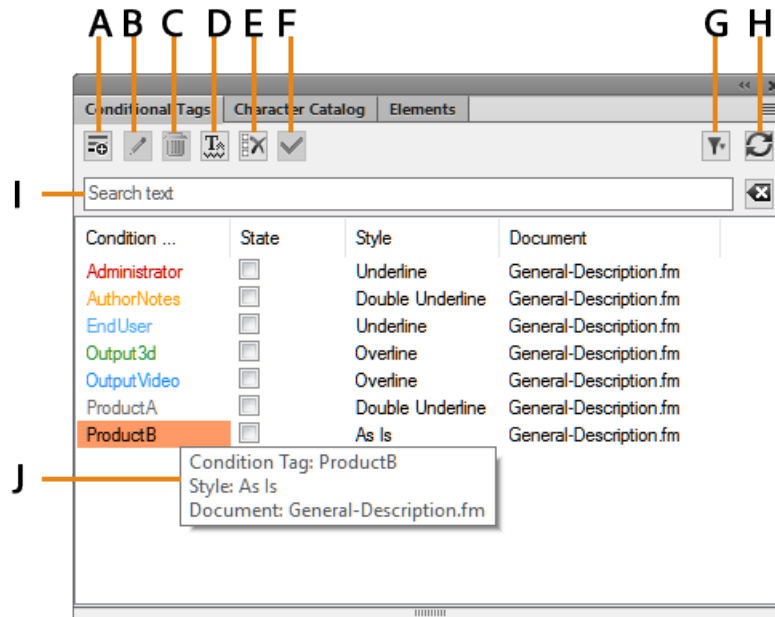 A B C D E F G H
Conditional Tags Character Catalog Elements
I Search text
Condition ... State Style Document
Administrator Underline General-Description.fm
AuthorNotes Double Underline General-Description.fm
EndUser Underline General-Description.fm
Output3d Overline General-Description.fm
OutputVideo Overline General-Description.fm
ProductA Double Underline General-Description.fm
ProductB As Is General-Description.fm
Condition Tag: ProductB
J Style: As Is
Document: General-Description.fm